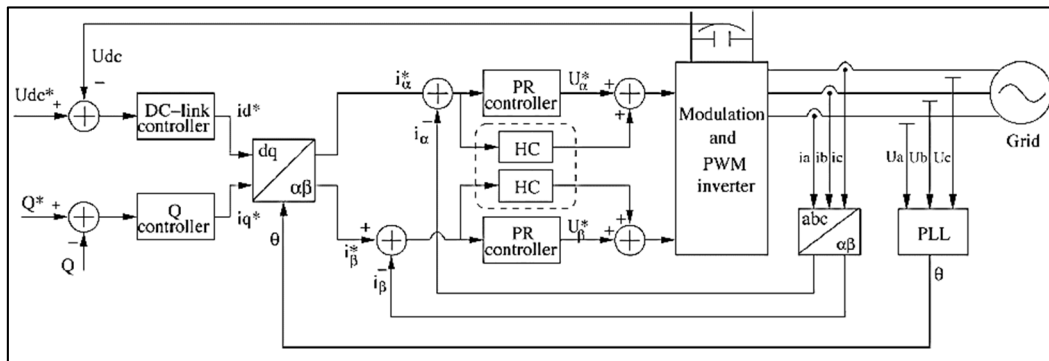 Udc
Udc*
+
−
DC-link
controller
id*
Q*
+
−
Q
Q
controller
iq*
dq
αβ
θ
i*α
iα
−
PR
controller
U*α
+
+
HC
HC
i*β
+
iβ
−
PR
controller
U*β
+
+
Modulation
and
PWM
inverter
ia
ib
ic
Ua
Ub
Uc
abc
αβ
PLL
θ
Grid